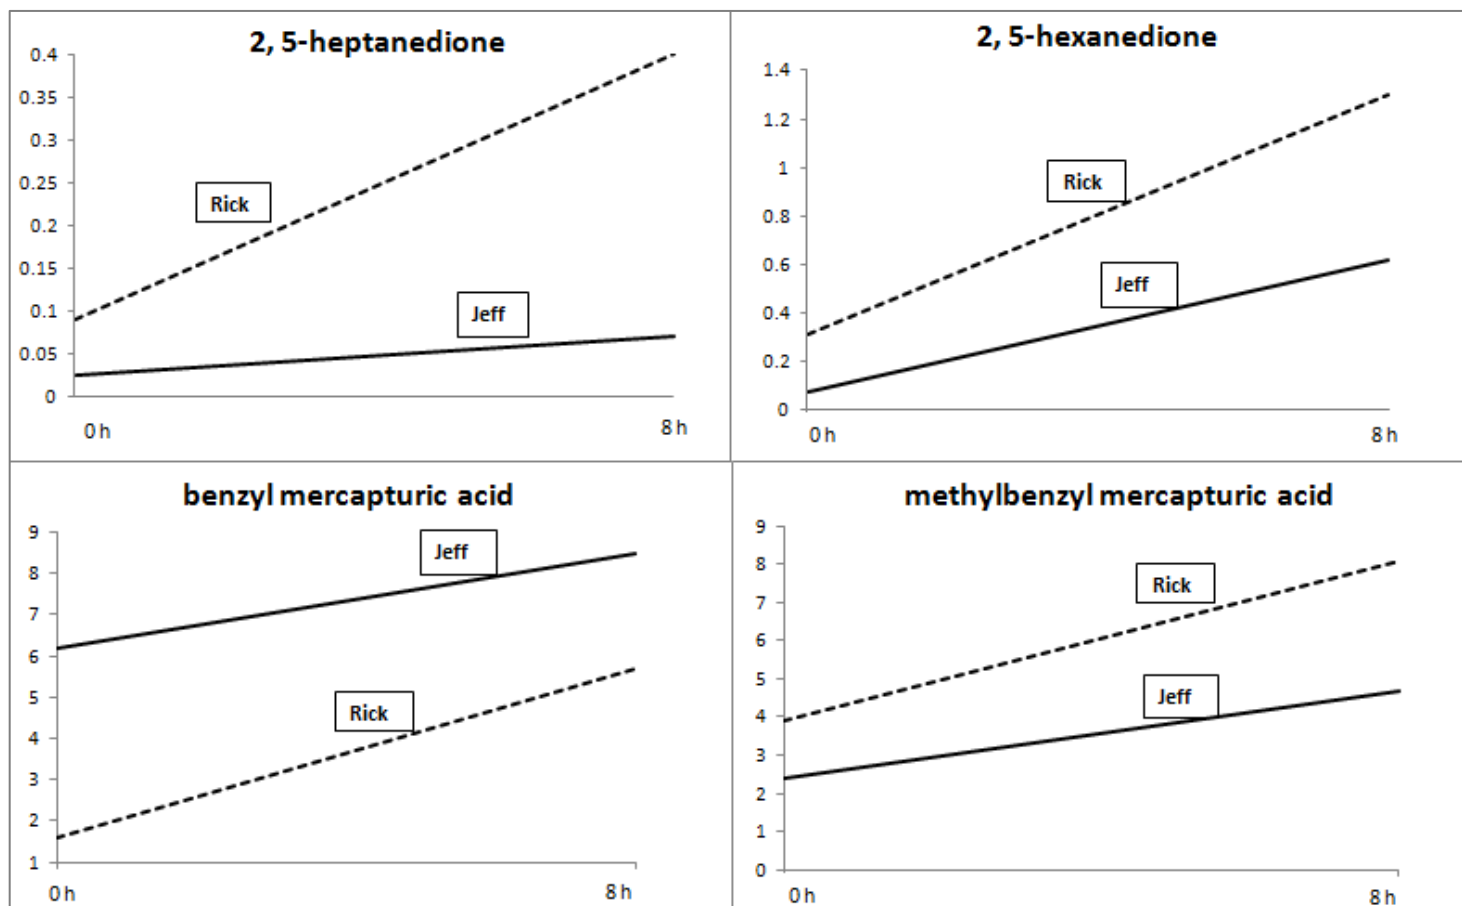 2, 5-heptanedione
0.4
0.35
0.3
0.25
0.2
0.15
0.1
0.05
0
Rick
Jeff
0 h
8 h
2, 5-hexanedione
1.4
1.2
1
0.8
0.6
0.4
0.2
0
Rick
Jeff
0 h
8 h
benzyl mercapturic acid
9
8
7
6
5
4
3
2
1
Jeff
Rick
0 h
8 h
methylbenzyl mercapturic acid
9
8
7
6
5
4
3
2
1
0
Rick
Jeff
0 h
8 h